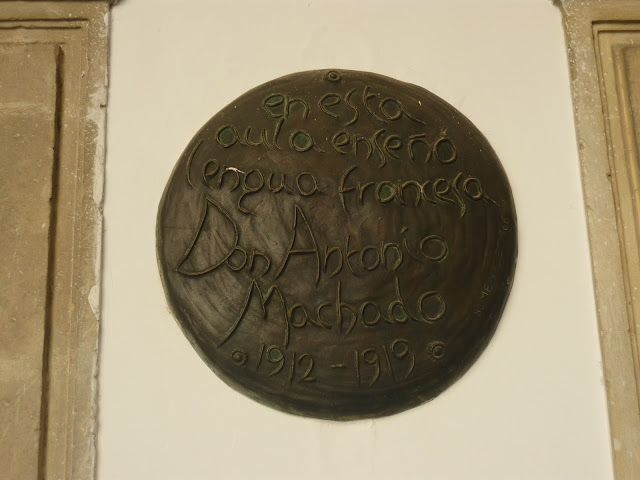 en esta
aula enseñó
lengua francesa
Don Antonio
Machado
1912 - 1919